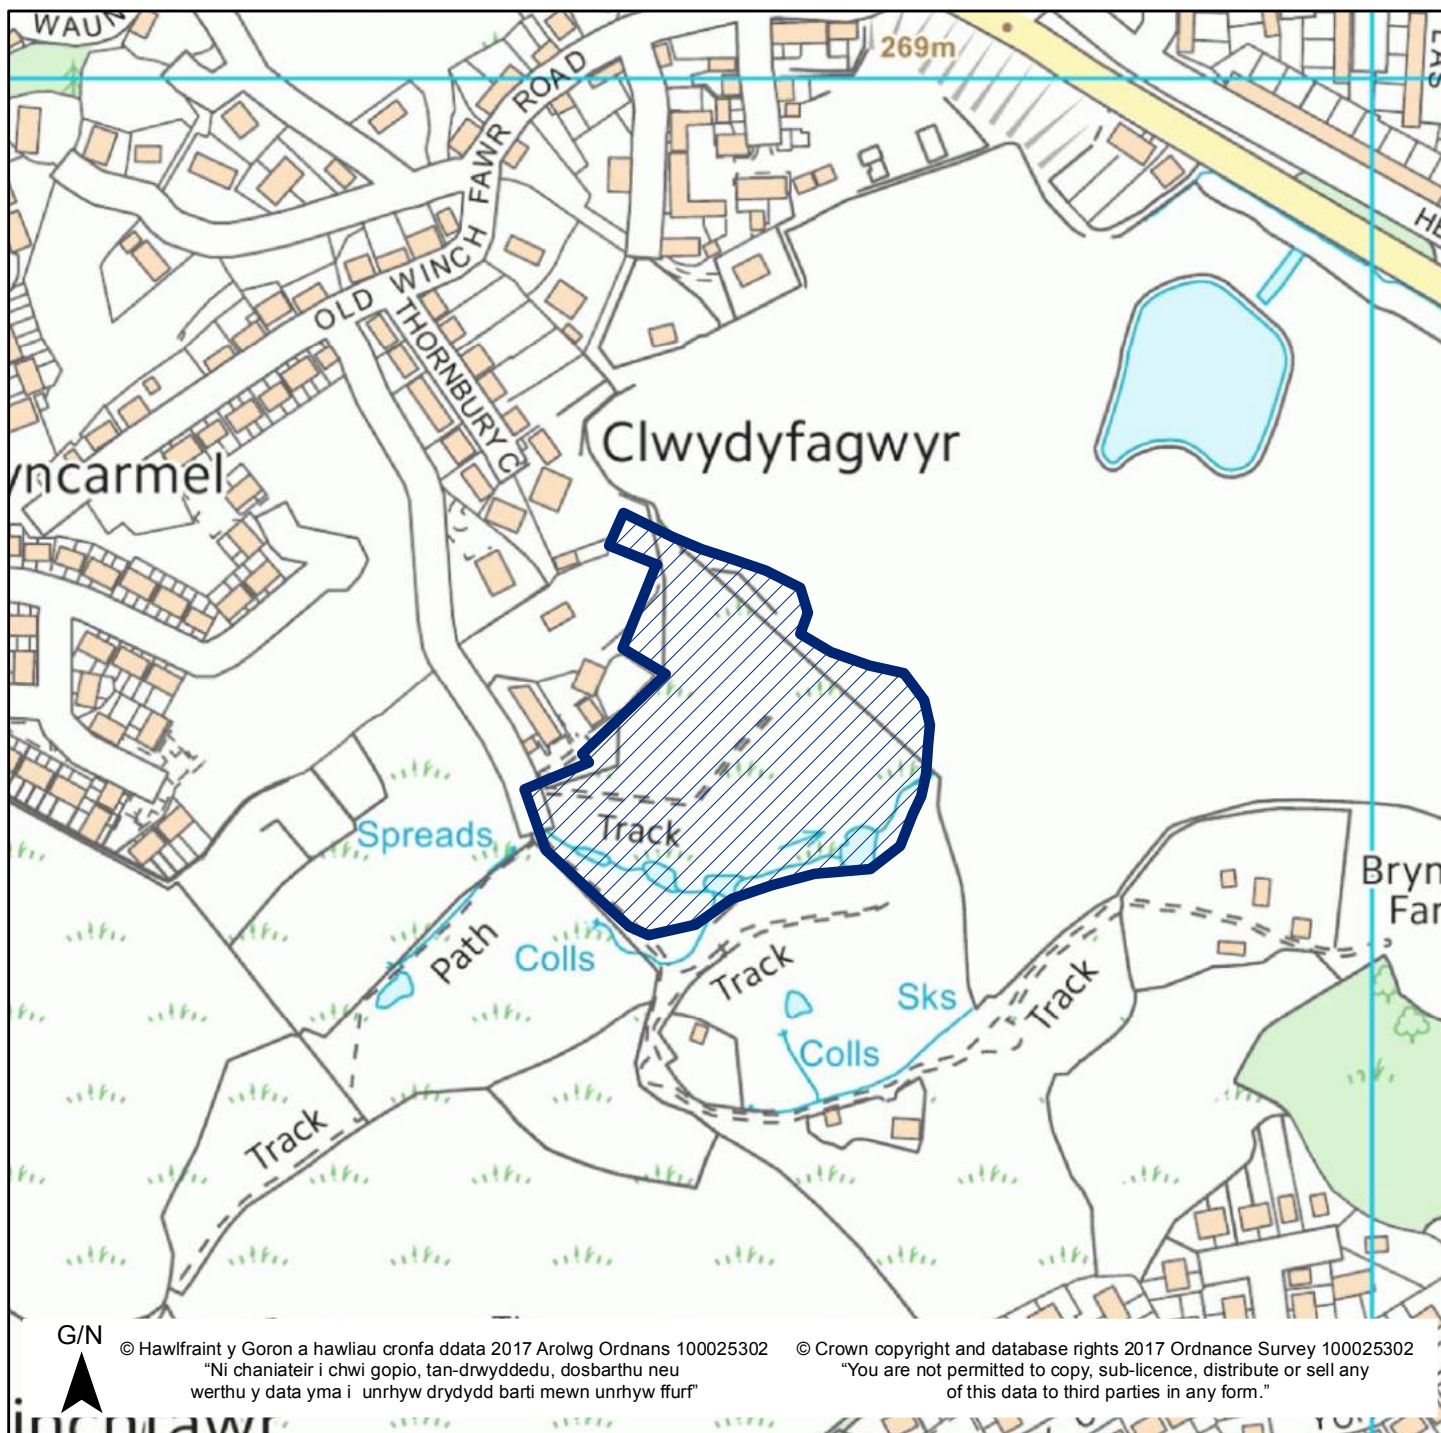 WAUN
269m
LAS
OLD WINCH FAWR ROAD
HE
THORNBURY C
Clwydyfagwyr
yncarmel
Spreads
Track
Path
Colls
Track
Sks
Track
Bryn
Far
Colls
Track
G/N
© Hawlfraint y Goron a hawliau cronfa ddata 2017 Arolwg Ordnans 100025302
“Ni chaniateir i chwi gopio, tan-drwyddedu, dosbarthu neu
werthu y data yma i unrhyw drydydd barti mewn unrhyw ffurf”
© Crown copyright and database rights 2017 Ordnance Survey 100025302
“You are not permitted to copy, sub-licence, distribute or sell any
of this data to third parties in any form.”